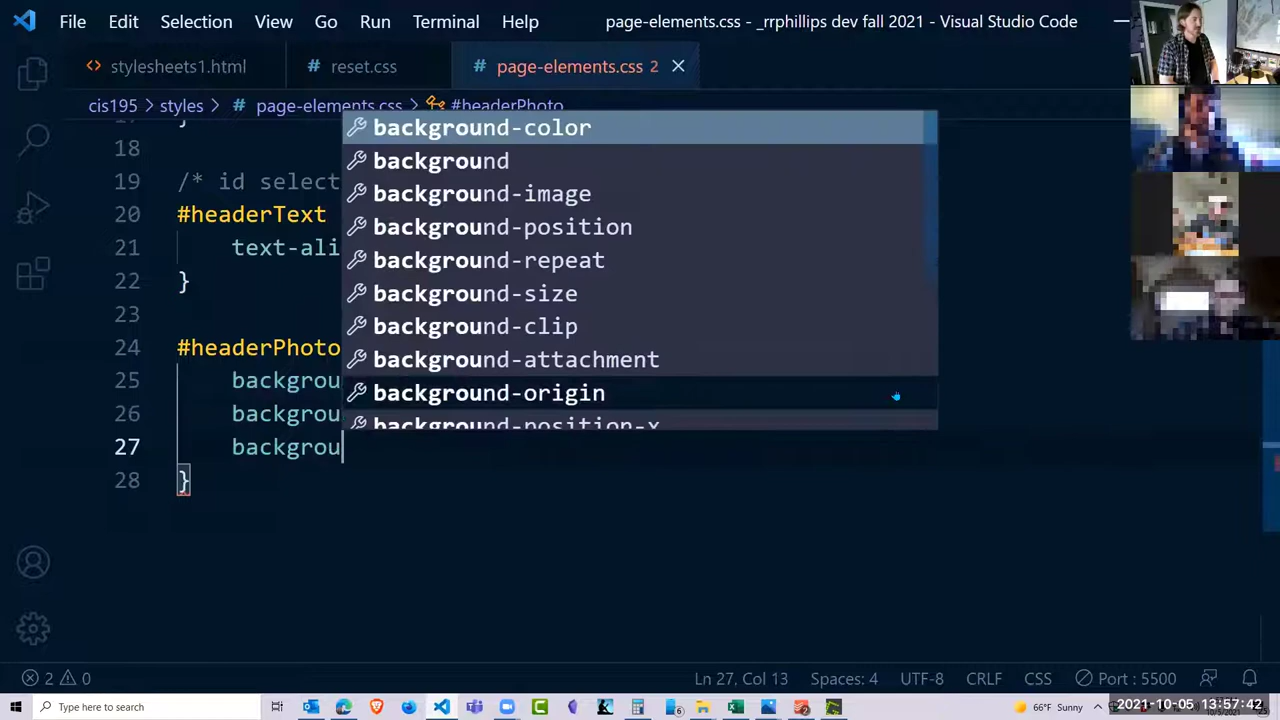 File Edit Selection View Go Run Terminal Help page-elements.css - _rrphillips dev fall 2021 - Visual Studio Code
<> stylesheets1.html # reset.css # page-elements.css 2
cis195 > styles > # page-elements.css > #headerPhoto
18
19 /* id select
20 #headerText
21 text-ali
22 }
23
24 #headerPhoto
25 backgrou
26 backgrou
27 backgrou
28 }
background-color
background
background-image
background-position
background-repeat
background-size
background-clip
background-attachment
background-origin
background-position-x
2 0 Ln 27, Col 13 Spaces: 4 UTF-8 CRLF CSS Port : 5500
Type here to search 66°F Sunny 2021-10-05 13:57:42